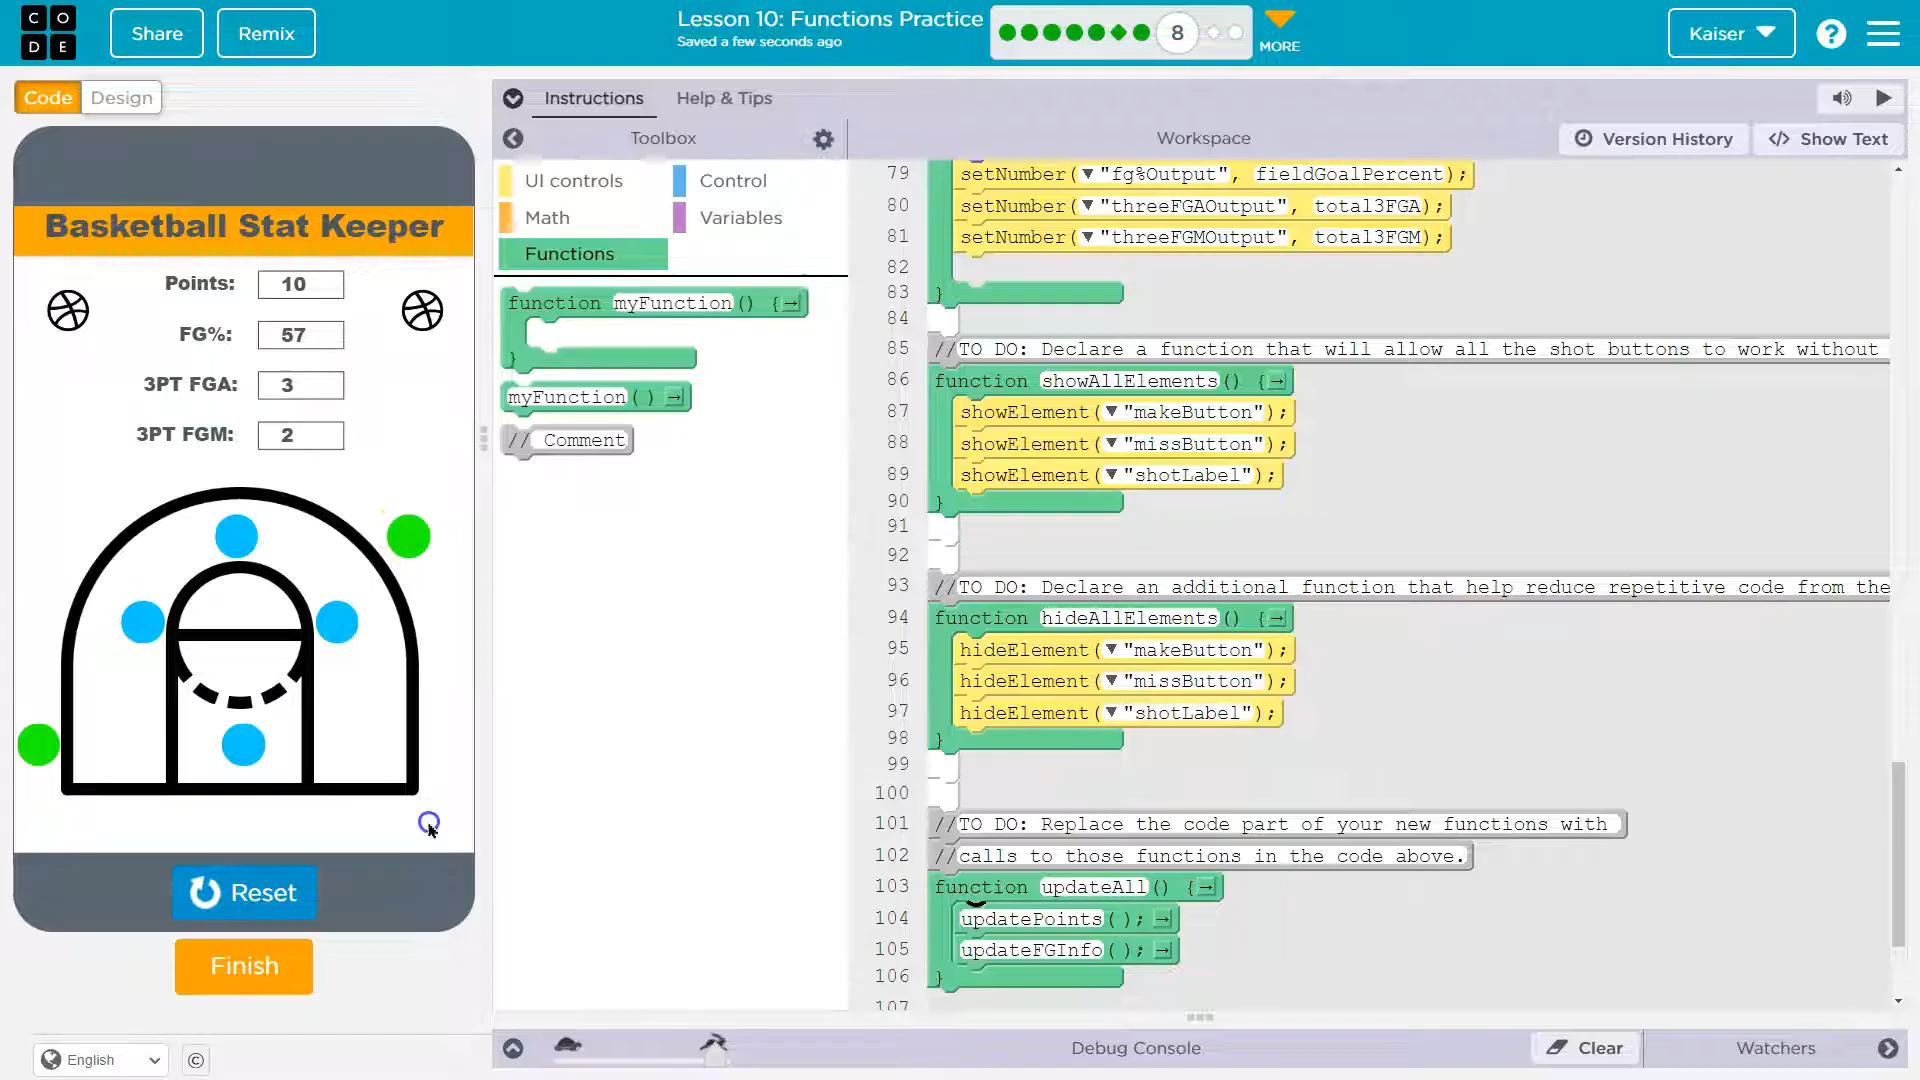 C O
D E
Share
Remix
Lesson 10: Functions Practice
Saved a few seconds ago
8
MORE
Kaiser
?
Code
Design
Instructions
Help & Tips
Toolbox
Workspace
Version History
</> Show Text
Basketball Stat Keeper
Points: 10
FG%: 57
3PT FGA: 3
3PT FGM: 2
Reset
Finish
English
©
UI controls
Control
Math
Variables
Functions
function myFunction() {
}
myFunction()
// Comment
79 setNumber("fg%Output", fieldGoalPercent);
80 setNumber("threeFGAOutput", total3FGA);
81 setNumber("threeFGMOutput", total3FGM);
82
83 }
84
85 //TO DO: Declare a function that will allow all the shot buttons to work without
86 function showAllElements() {
87 showElement("makeButton");
88 showElement("missButton");
89 showElement("shotLabel");
90 }
91
92
93 //TO DO: Declare an additional function that help reduce repetitive code from the
94 function hideAllElements() {
95 hideElement("makeButton");
96 hideElement("missButton");
97 hideElement("shotLabel");
98 }
99
100
101 //TO DO: Replace the code part of your new functions with
102 //calls to those functions in the code above.
103 function updateAll() {
104 updatePoints();
105 updateFGInfo();
106 }
107
Debug Console
Clear
Watchers